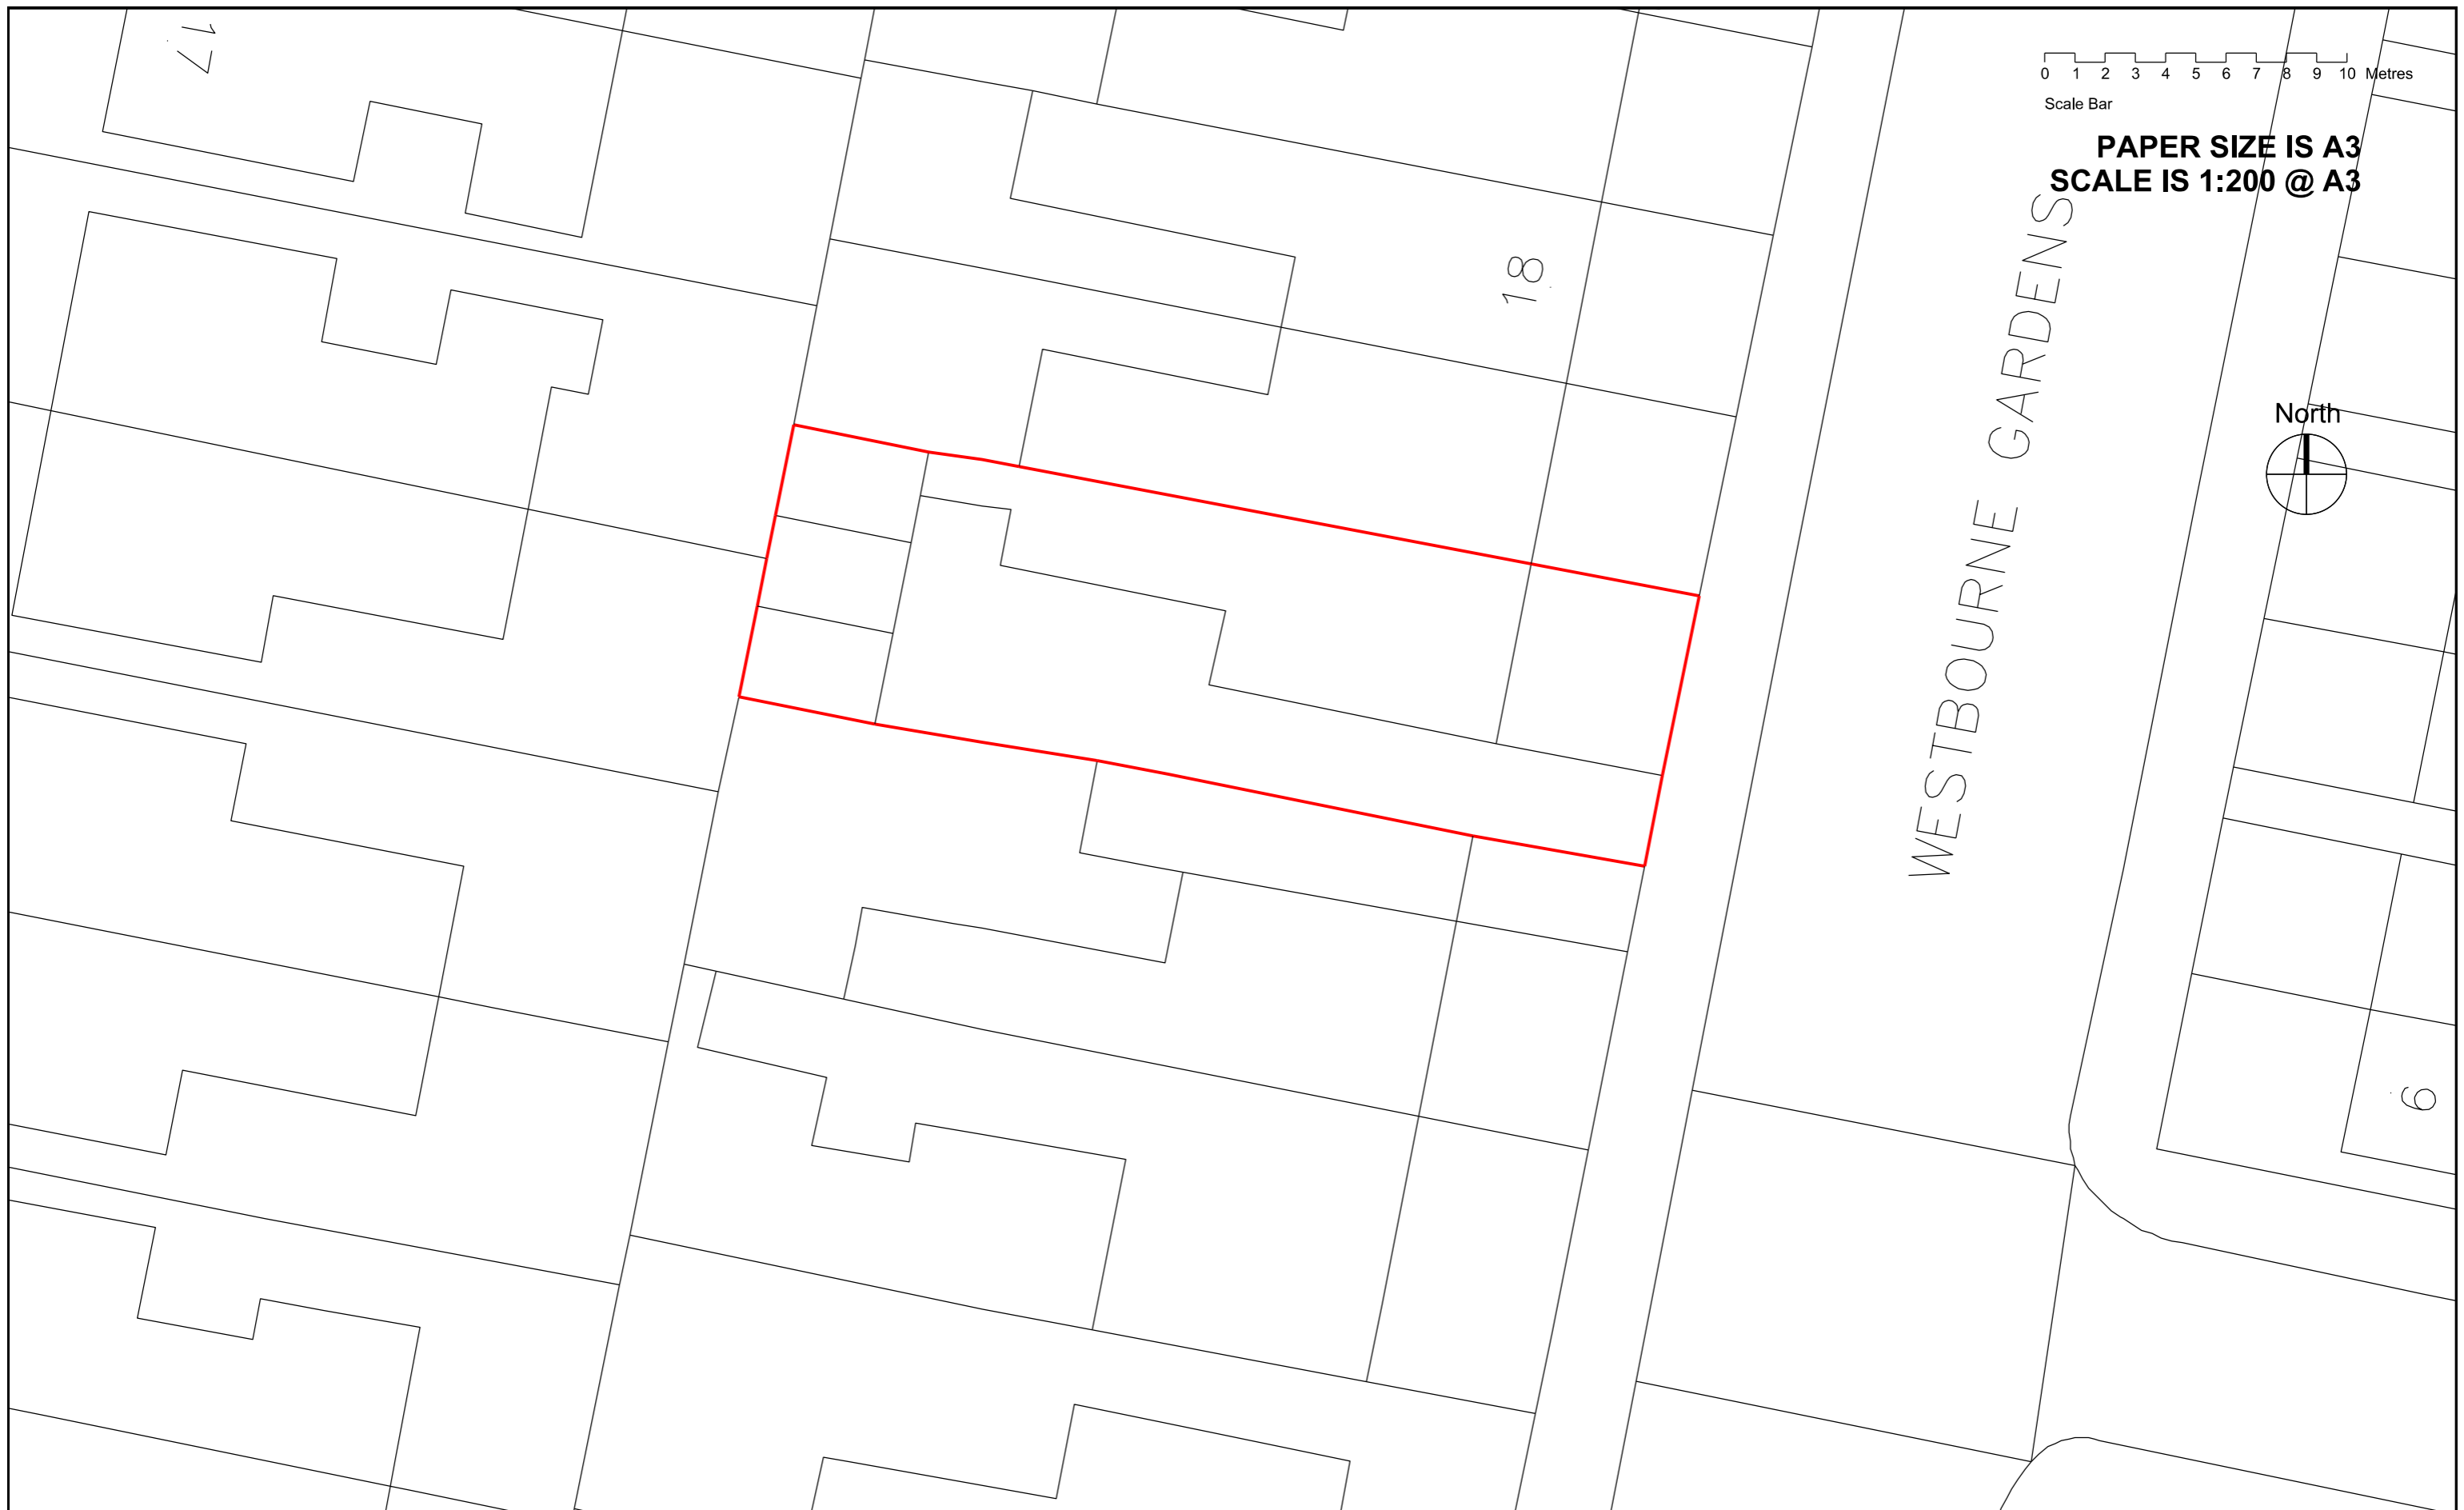 17
0 1 2 3 4 5 6 7 8 9 10 Metres
Scale Bar
PAPER SIZE IS A3
SCALE IS 1:200 @ A3
18
WESTBOURNE GARDENS
North
6